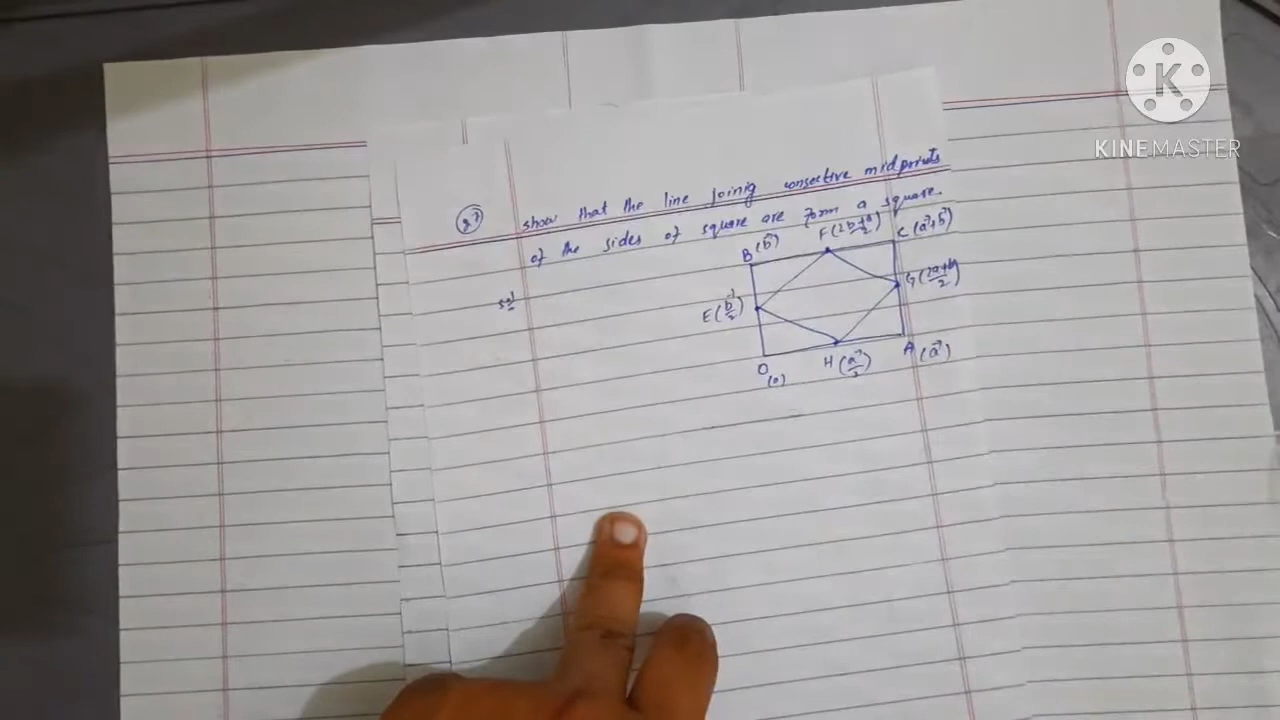 Q7 show that the line joinig consective midpoints
of the sides of square are form a square.
Sol
B(b⃗)
F(2b+a/2)
C(a⃗+b⃗)
E(b⃗/2)
G(2a+b/2)
O
(0)
H(a⃗/2)
A(a⃗)
K
KINEMASTER